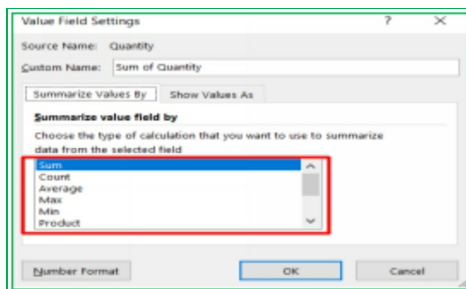 Value Field Settings ? ×
Source Name: Quantity
Custom Name: Sum of Quantity
Summarize Values By Show Values As
Summarize value field by
Choose the type of calculation that you want to use to summarize
data from the selected field
Sum
Count
Average
Max
Min
Product
Number Format OK Cancel